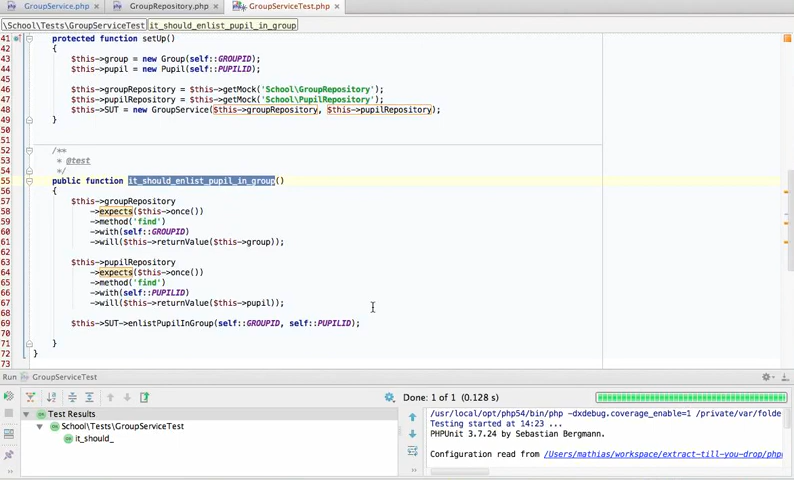 GroupService.php × GroupRepository.php × GroupServiceTest.php ×
\School\Tests\GroupServiceTest it_should_enlist_pupil_in_group
41 protected function setUp()
42 {
43 $this->group = new Group(self::GROUPID);
44 $this->pupil = new Pupil(self::PUPILID);
45
46 $this->groupRepository = $this->getMock('School\GroupRepository');
47 $this->pupilRepository = $this->getMock('School\PupilRepository');
48 $this->SUT = new GroupService($this->groupRepository, $this->pupilRepository);
49 }
50
51
52 /**
53 * @test
54 */
55 public function it_should_enlist_pupil_in_group()
56 {
57 $this->groupRepository
58 ->expects($this->once())
59 ->method('find')
60 ->with(self::GROUPID)
61 ->will($this->returnValue($this->group));
62
63 $this->pupilRepository
64 ->expects($this->once())
65 ->method('find')
66 ->with(self::PUPILID)
67 ->will($this->returnValue($this->pupil));
68
69 $this->SUT->enlistPupilInGroup(self::GROUPID, self::PUPILID);
70
71 }
72 }
73
Run GroupServiceTest
Done: 1 of 1 (0.128 s)
Test Results
School\Tests\GroupServiceTest
it_should_
/usr/local/opt/php54/bin/php -dxdebug.coverage_enable=1 /private/var/folde
Testing started at 14:23 ...
PHPUnit 3.7.24 by Sebastian Bergmann.
Configuration read from /Users/mathias/workspace/extract-till-you-drop/php